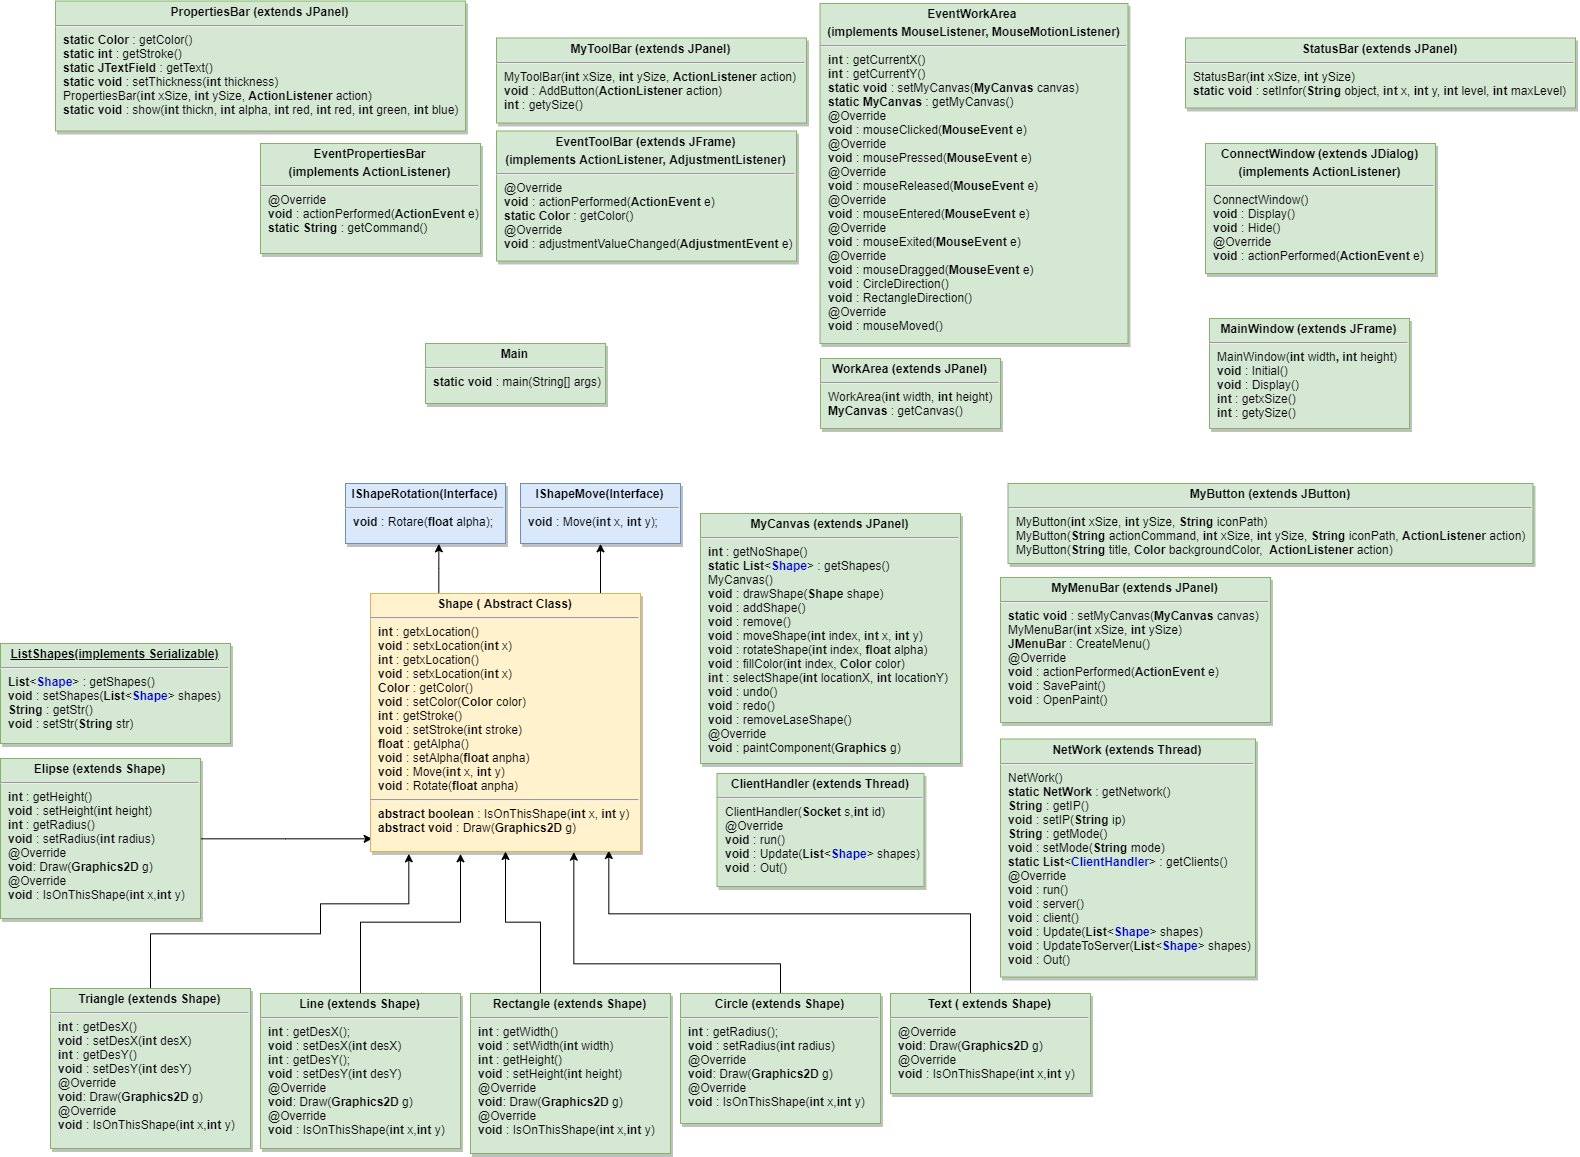 PropertiesBar (extends JPanel)
static Color : getColor()
static int : getStroke()
static JTextField : getText()
static void : setThickness(int thickness)
PropertiesBar(int xSize, int ySize, ActionListener action)
static void : show(int thickn, int alpha, int red, int red, int green, int blue)
EventPropertiesBar
(implements ActionListener)
@Override
void : actionPerformed(ActionEvent e)
static String : getCommand()
MyToolBar (extends JPanel)
MyToolBar(int xSize, int ySize, ActionListener action)
void : AddButton(ActionListener action)
int : getySize()
EventToolBar (extends JFrame)
(implements ActionListener, AdjustmentListener)
@Override
void : actionPerformed(ActionEvent e)
static Color : getColor()
@Override
void : adjustmentValueChanged(AdjustmentEvent e)
EventWorkArea
(implements MouseListener, MouseMotionListener)
int : getCurrentX()
int : getCurrentY()
static void : setMyCanvas(MyCanvas canvas)
static MyCanvas : getMyCanvas()
@Override
void : mouseClicked(MouseEvent e)
@Override
void : mousePressed(MouseEvent e)
@Override
void : mouseReleased(MouseEvent e)
@Override
void : mouseEntered(MouseEvent e)
@Override
void : mouseExited(MouseEvent e)
@Override
void : mouseDragged(MouseEvent e)
void : CircleDirection()
void : RectangleDirection()
@Override
void : mouseMoved()
StatusBar (extends JPanel)
StatusBar(int xSize, int ySize)
static void : setInfor(String object, int x, int y, int level, int maxLevel)
ConnectWindow (extends JDialog)
(implements ActionListener)
ConnectWindow()
void : Display()
void : Hide()
@Override
void : actionPerformed(ActionEvent e)
Main
static void : main(String[] args)
WorkArea (extends JPanel)
WorkArea(int width, int height)
MyCanvas : getCanvas()
MainWindow (extends JFrame)
MainWindow(int width, int height)
void : Initial()
void : Display()
int : getxSize()
int : getySize()
IShapeRotation(Interface)
void : Rotare(float alpha);
IShapeMove(Interface)
void : Move(int x, int y);
MyCanvas (extends JPanel)
int : getNoShape()
static List<Shape> : getShapes()
MyCanvas()
void : drawShape(Shape shape)
void : addShape()
void : remove()
void : moveShape(int index, int x, int y)
void : rotateShape(int index, float alpha)
void : fillColor(int index, Color color)
int : selectShape(int locationX, int locationY)
void : undo()
void : redo()
void : removeLaseShape()
@Override
void : paintComponent(Graphics g)
MyButton (extends JButton)
MyButton(int xSize, int ySize, String iconPath)
MyButton(String actionCommand, int xSize, int ySize, String iconPath, ActionListener action)
MyButton(String title, Color backgroundColor, ActionListener action)
MyMenuBar (extends JPanel)
static void : setMyCanvas(MyCanvas canvas)
MyMenuBar(int xSize, int ySize)
JMenuBar : CreateMenu()
@Override
void : actionPerformed(ActionEvent e)
void : SavePaint()
void : OpenPaint()
Shape ( Abstract Class)
int : getxLocation()
void : setxLocation(int x)
int : getxLocation()
void : setxLocation(int x)
Color : getColor()
void : setColor(Color color)
int : getStroke()
void : setStroke(int stroke)
float : getAlpha()
void : setAlpha(float anpha)
void : Move(int x, int y)
void : Rotate(float anpha)
abstract boolean : IsOnThisShape(int x, int y)
abstract void : Draw(Graphics2D g)
ListShapes(implements Serializable)
List<Shape> : getShapes()
void : setShapes(List<Shape> shapes)
String : getStr()
void : setStr(String str)
Elipse (extends Shape)
int : getHeight()
void : setHeight(int height)
int : getRadius()
void : setRadius(int radius)
@Override
void: Draw(Graphics2D g)
@Override
void : IsOnThisShape(int x,int y)
ClientHandler (extends Thread)
ClientHandler(Socket s,int id)
@Override
void : run()
void : Update(List<Shape> shapes)
void : Out()
NetWork (extends Thread)
NetWork()
static NetWork : getNetwork()
String : getIP()
void : setIP(String ip)
String : getMode()
void : setMode(String mode)
static List<ClientHandler> : getClients()
@Override
void : run()
void : server()
void : client()
void : Update(List<Shape> shapes)
void : UpdateToServer(List<Shape> shapes)
void : Out()
Triangle (extends Shape)
int : getDesX()
void : setDesX(int desX)
int : getDesY()
void : setDesY(int desY)
@Override
void: Draw(Graphics2D g)
@Override
void : IsOnThisShape(int x,int y)
Line (extends Shape)
int : getDesX();
void : setDesX(int desX)
int : getDesY();
void : setDesY(int desY)
@Override
void: Draw(Graphics2D g)
@Override
void : IsOnThisShape(int x,int y)
Rectangle (extends Shape)
int : getWidth()
void : setWidth(int width)
int : getHeight()
void : setHeight(int height)
@Override
void: Draw(Graphics2D g)
@Override
void : IsOnThisShape(int x,int y)
Circle (extends Shape)
int : getRadius();
void : setRadius(int radius)
@Override
void: Draw(Graphics2D g)
@Override
void : IsOnThisShape(int x,int y)
Text ( extends Shape)
@Override
void: Draw(Graphics2D g)
@Override
void : IsOnThisShape(int x,int y)